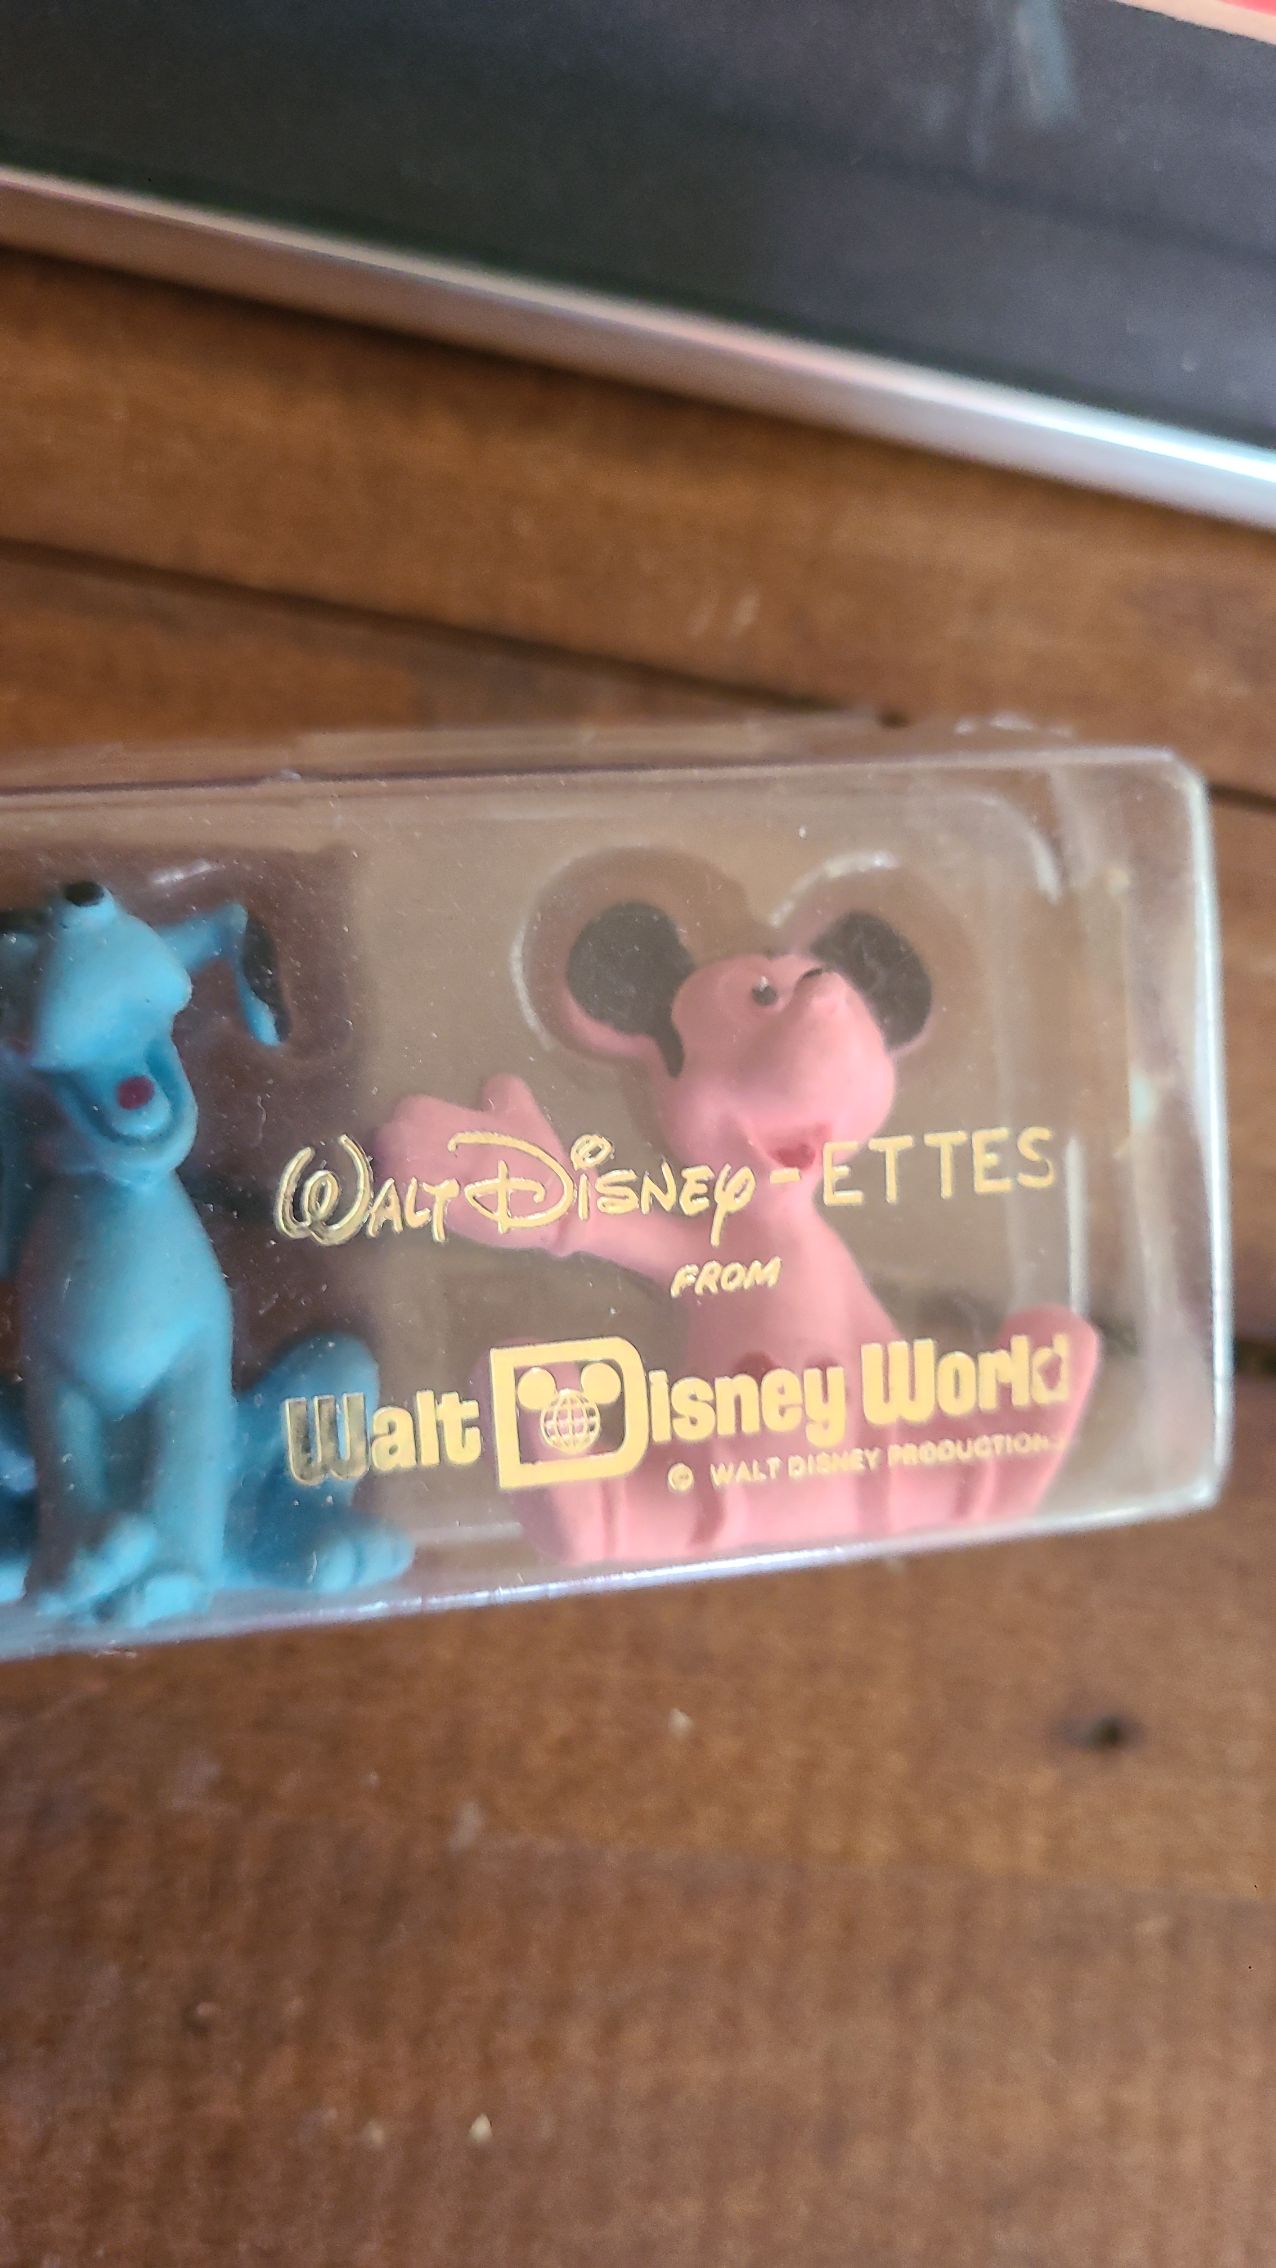 WALT DISNEY-ETTES
FROM
Walt Disney World
© WALT DISNEY PRODUCTIONS